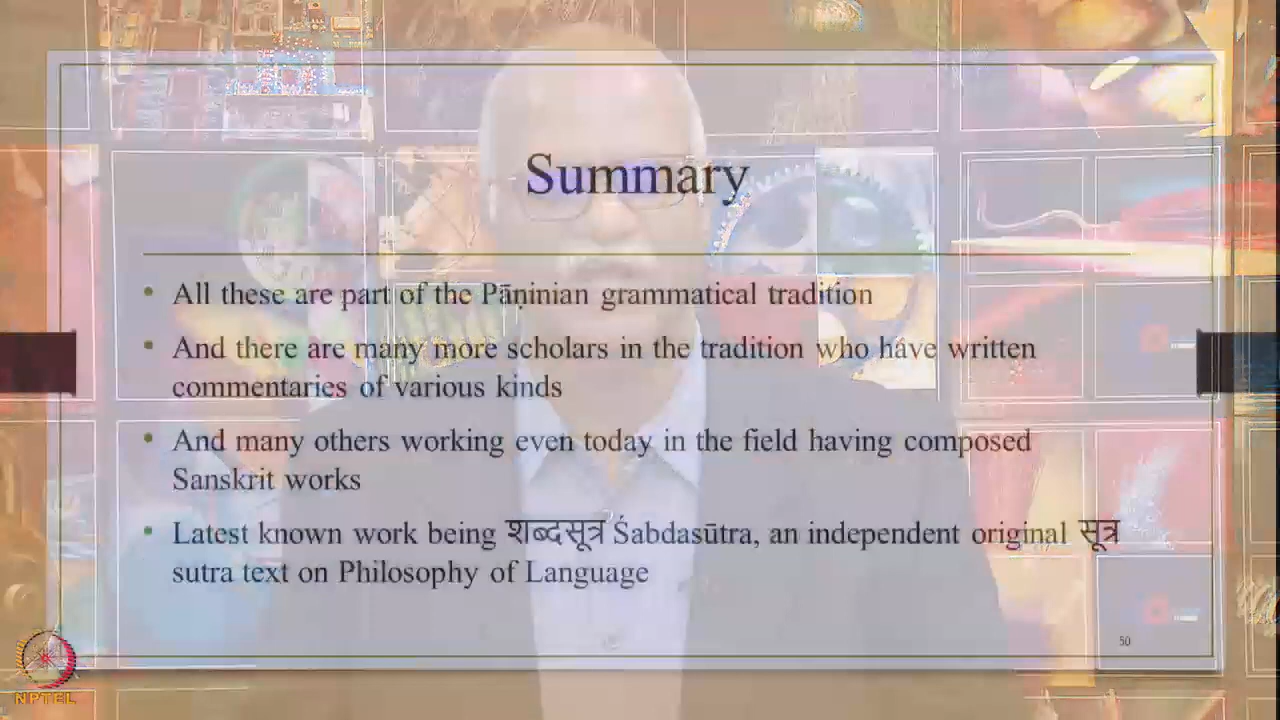 Summary
All these are part of the Pāṇinian grammatical tradition
And there are many more scholars in the tradition who have written
commentaries of various kinds
And many others working even today in the field having composed
Sanskrit works
Latest known work being शब्दसूत्र Śabdasūtra, an independent original सूत्र
sutra text on Philosophy of Language
50
NPTEL